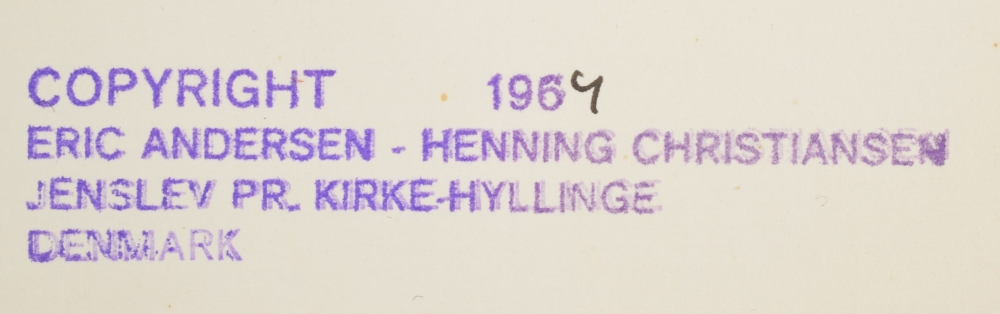 COPYRIGHT 1964
ERIC ANDERSEN - HENNING CHRISTIANSEN
JENSLEV PR. KIRKE-HYLLINGE
DENMARK